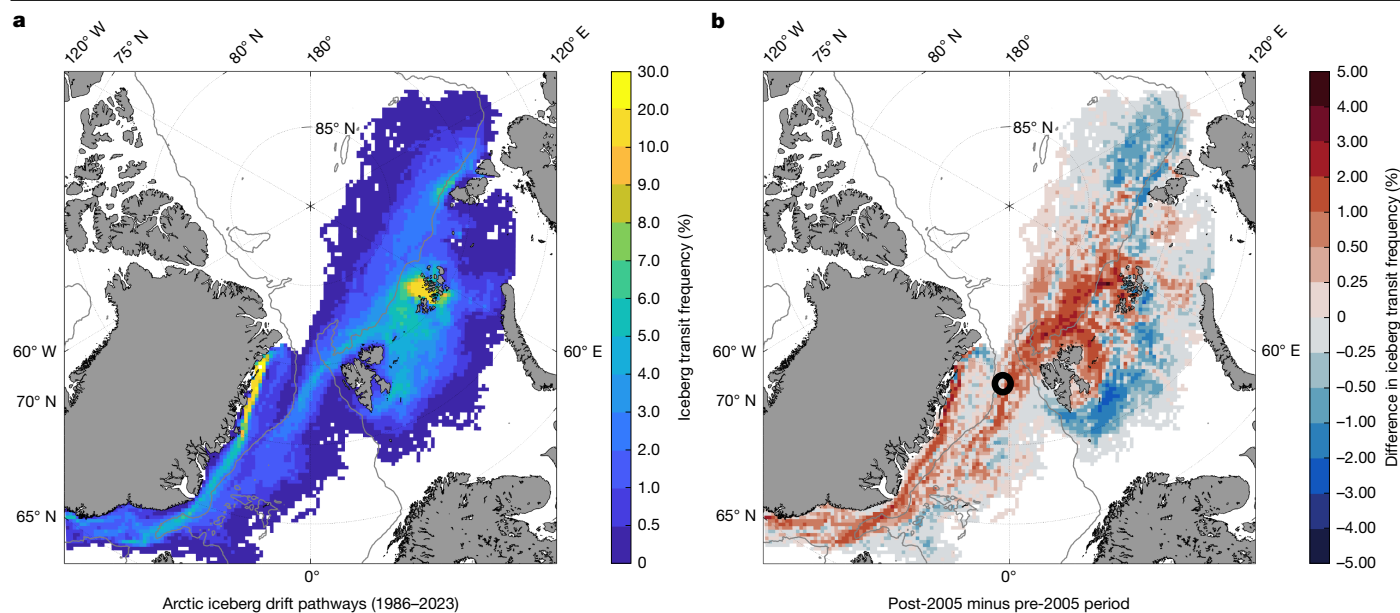 a
120° W
75° N
80° N
180°
120° E
85° N
60° W
70° N
65° N
0°
60° E
30.0
20.0
10.0
9.0
8.0
7.0
6.0
5.0
4.0
3.0
2.0
1.0
0.5
0
Iceberg transit frequency (%)
Arctic iceberg drift pathways (1986–2023)
b
120° W
75° N
80° N
180°
120° E
85° N
60° W
70° N
65° N
0°
60° E
5.00
4.00
3.00
2.00
1.00
0.50
0.25
0
–0.25
–0.50
–1.00
–2.00
–3.00
–4.00
–5.00
Difference in iceberg transit frequency (%)
Post-2005 minus pre-2005 period